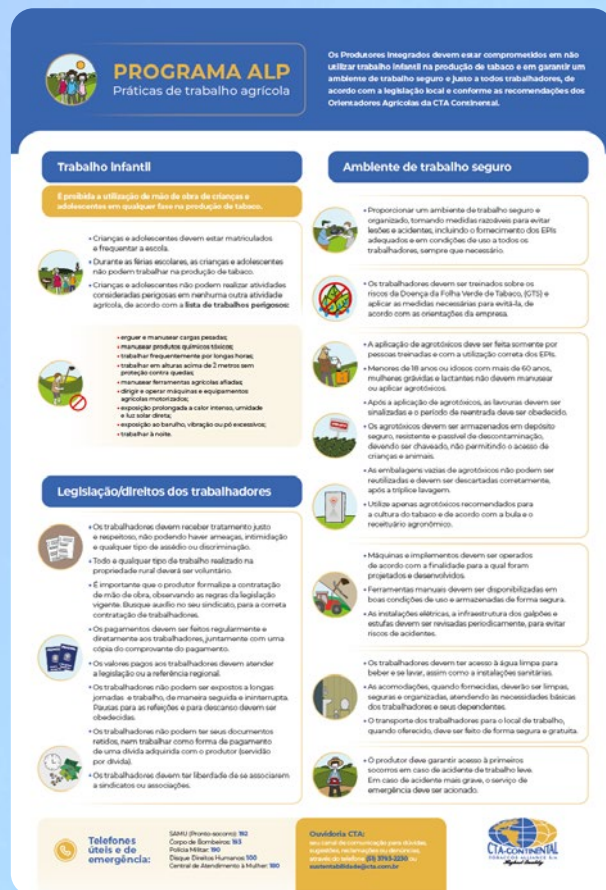 PROGRAMA ALP
Práticas de trabalho agrícola
Os Produtores Integrados devem estar comprometidos em não
utilizar trabalho infantil na produção de tabaco e em garantir um
ambiente de trabalho seguro e justo a todos trabalhadores, de
acordo com a legislação local e conforme as recomendações dos
Orientadores Agrícolas da CTA Continental.
Trabalho infantil
É proibida a utilização de mão de obra de crianças e
adolescentes em qualquer fase na produção de tabaco.
• Crianças e adolescentes devem estar matriculados
e frequentar a escola.
• Durante as férias escolares, as crianças e adolescentes
não podem trabalhar na produção de tabaco.
• Crianças e adolescentes não podem realizar atividades
consideradas perigosas em nenhuma outra atividade
agrícola, de acordo com a lista de trabalhos perigosos:
• erguer e manusear cargas pesadas;
• manusear produtos químicos tóxicos;
• trabalhar frequentemente por longas horas;
• trabalhar em alturas acima de 2 metros sem
proteção contra quedas;
• manusear ferramentas agrícolas afiadas;
• dirigir e operar máquinas e equipamentos
agrícolas motorizados;
• exposição prolongada a calor intenso, umidade
e luz solar direta;
• exposição ao barulho, vibração ou pó excessivos;
• trabalhar à noite.
Legislação/direitos dos trabalhadores
• Os trabalhadores devem receber tratamento justo
e respeitoso, não podendo haver ameaças, intimidação
e qualquer tipo de assédio ou discriminação.
• Todo e qualquer tipo de trabalho realizado na
propriedade rural deverá ser voluntário.
• É importante que o produtor formalize a contratação
de mão de obra, observando as regras da legislação
vigente. Busque auxílio no seu sindicato, para a correta
contratação de trabalhadores.
• Os pagamentos devem ser feitos regularmente e
diretamente aos trabalhadores, juntamente com uma
cópia do comprovante do pagamento.
• Os valores pagos aos trabalhadores devem atender
a legislação ou a referência regional.
• Os trabalhadores não podem ser expostos a longas
jornadas e trabalho, de maneira seguida e ininterrupta.
Pausas para as refeições e para descanso devem ser
obedecidas.
• Os trabalhadores não podem ter seus documentos
retidos, nem trabalhar como forma de pagamento
de uma dívida adquirida com o produtor (servidão
por dívida).
• Os trabalhadores devem ter liberdade de se associarem
a sindicatos ou associações.
Ambiente de trabalho seguro
• Proporcionar um ambiente de trabalho seguro e
organizado, tomando medidas razoáveis para evitar
lesões e acidentes, incluindo o fornecimento dos EPIs
adequados e em condições de uso a todos os
trabalhadores, sempre que necessário.
• Os trabalhadores devem ser treinados sobre os
riscos da Doença da Folha Verde de Tabaco, (GTS) e
aplicar as medidas necessárias para evitá-la, de
acordo com as orientações da empresa.
• A aplicação de agrotóxicos deve ser feita somente por
pessoas treinadas e com a utilização correta dos EPIs.
• Menores de 18 anos ou idosos com mais de 60 anos,
mulheres grávidas e lactantes não devem manusear
ou aplicar agrotóxicos.
• Após a aplicação de agrotóxicos, as lavouras devem ser
sinalizadas e o período de reentrada deve ser obedecido.
• Os agrotóxicos devem ser armazenados em depósito
seguro, resistente e passível de descontaminação,
devendo ser chaveado, não permitindo o acesso de
crianças e animais.
• As embalagens vazias de agrotóxicos não podem ser
reutilizadas e devem ser descartadas corretamente,
após a tríplice lavagem.
• Utilize apenas agrotóxicos recomendados para
a cultura do tabaco e de acordo com a bula e o
receituário agronômico.
• Máquinas e implementos devem ser operados
de acordo com a finalidade para a qual foram
projetados e desenvolvidos.
• Ferramentas manuais devem ser disponibilizadas em
boas condições de uso e armazenadas de forma segura.
• As instalações elétricas, a infraestrutura dos galpões e
estufas devem ser revisadas periodicamente, para evitar
riscos de acidentes.
• Os trabalhadores devem ter acesso à água limpa para
beber e se lavar, assim como a instalações sanitárias.
• As acomodações, quando fornecidas, deverão ser limpas,
seguras e organizadas, atendendo às necessidades básicas
dos trabalhadores e seus dependentes.
• O transporte dos trabalhadores para o local de trabalho,
quando oferecido, deve ser feito de forma segura e gratuita.
• O produtor deve garantir acesso à primeiros
socorros em caso de acidente de trabalho leve.
Em caso de acidente mais grave, o serviço de
emergência deve ser acionado.
Telefones
úteis e de
emergência:
SAMU (Pronto-socorro): 192
Corpo de Bombeiros: 193
Polícia Militar: 190
Disque Direitos Humanos: 100
Central de Atendimento à Mulher: 180
Ouvidoria CTA:
seu canal de comunicação para dúvidas,
sugestões, reclamações ou denúncias,
através do telefone (51) 3793-2230 ou
sustentabilidade@cta.com.br
CTA-CONTINENTAL
TOBACCOS ALLIANCE S.A.
Highest Quality